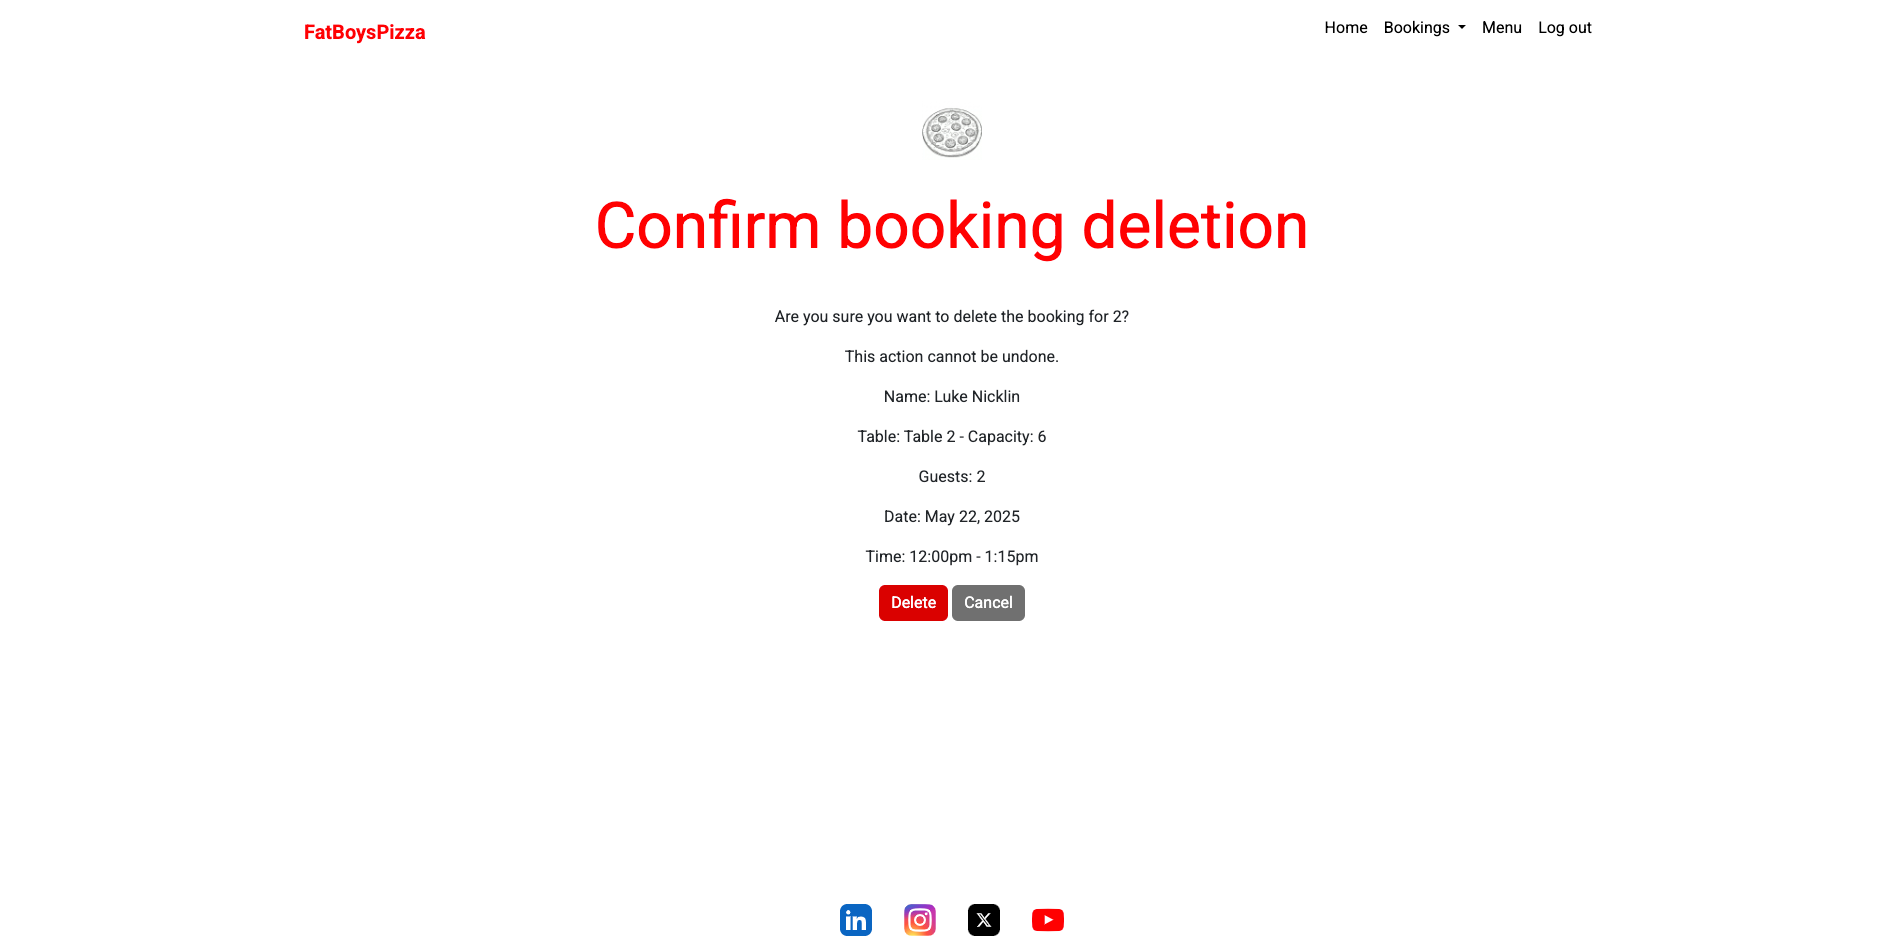 FatBoysPizza
Home Bookings Menu Log out
Confirm booking deletion
Are you sure you want to delete the booking for 2?
This action cannot be undone.
Name: Luke Nicklin
Table: Table 2 - Capacity: 6
Guests: 2
Date: May 22, 2025
Time: 12:00pm - 1:15pm
Delete Cancel